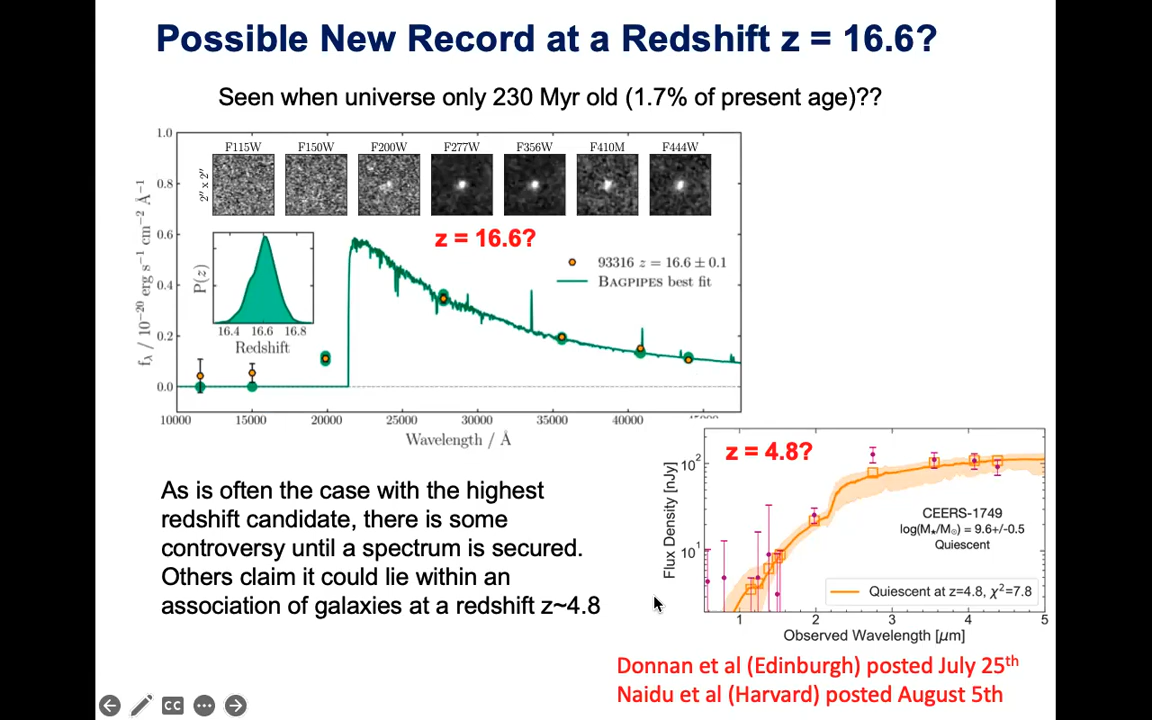 Possible New Record at a Redshift z = 16.6?
Seen when universe only 230 Myr old (1.7% of present age)??
F115W F150W F200W F277W F356W F410M F444W
2″ x 2″
z = 16.6?
93316 z = 16.6 ± 0.1
BAGPIPES best fit
fλ / 10⁻²⁰ erg s⁻¹ cm⁻² Å⁻¹
1.0
0.8
0.6
0.4
0.2
0.0
P(z)
16.4 16.6 16.8
Redshift
10000 15000 20000 25000 30000 35000 40000 45000
Wavelength / Å
z = 4.8?
Flux Density [nJy]
10²
10¹
CEERS-1749
log(M★/M☉) = 9.6+/-0.5
Quiescent
Quiescent at z=4.8, χ²=7.8
1 2 3 4 5
Observed Wavelength [μm]
As is often the case with the highest
redshift candidate, there is some
controversy until a spectrum is secured.
Others claim it could lie within an
association of galaxies at a redshift z~4.8
Donnan et al (Edinburgh) posted July 25th
Naidu et al (Harvard) posted August 5th
CC